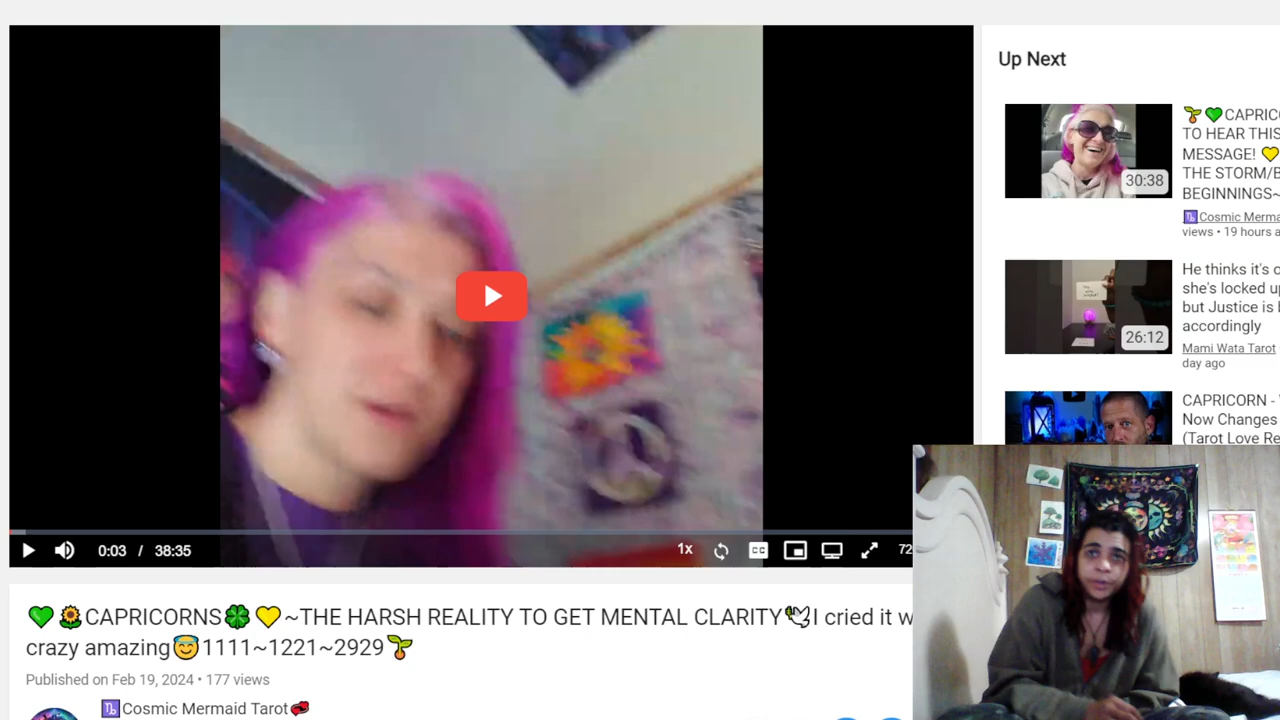 Up Next
🌱💚CAPRICO
TO HEAR THIS
MESSAGE! 💛
THE STORM/B
BEGINNINGS~
30:38
♑Cosmic Merma
views • 19 hours a
He thinks it's o
she's locked up
but Justice is b
accordingly
26:12
Mami Wata Tarot
day ago
CAPRICORN -
Now Changes
(Tarot Love Re
0:03 / 38:35
1x
CC
72
💚🌻CAPRICORNS🍀💛~THE HARSH REALITY TO GET MENTAL CLARITY🕊I cried it w
crazy amazing😇1111~1221~2929🌱
Published on Feb 19, 2024 • 177 views
♑Cosmic Mermaid Tarot💋